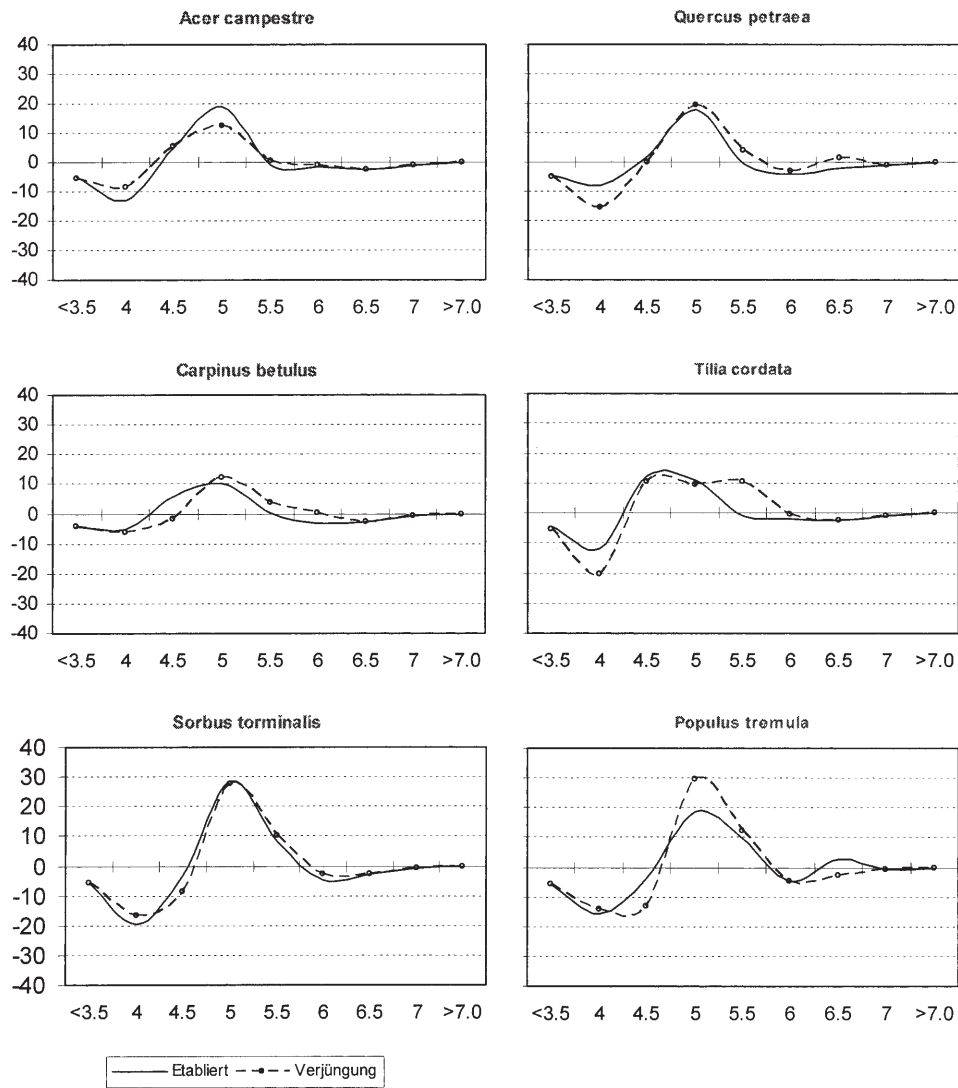 Acer campestre
Quercus petraea
40
30
20
10
0
-10
-20
-30
-40
<3.5 4 4.5 5 5.5 6 6.5 7 >7.0
<3.5 4 4.5 5 5.5 6 6.5 7 >7.0
Carpinus betulus
Tilia cordata
40
30
20
10
0
-10
-20
-30
-40
<3.5 4 4.5 5 5.5 6 6.5 7 >7.0
<3.5 4 4.5 5 5.5 6 6.5 7 >7.0
Sorbus torminalis
Populus tremula
40
30
20
10
0
-10
-20
-30
-40
<3.5 4 4.5 5 5.5 6 6.5 7 >7.0
<3.5 4 4.5 5 5.5 6 6.5 7 >7.0
Etabliert Verjüngung